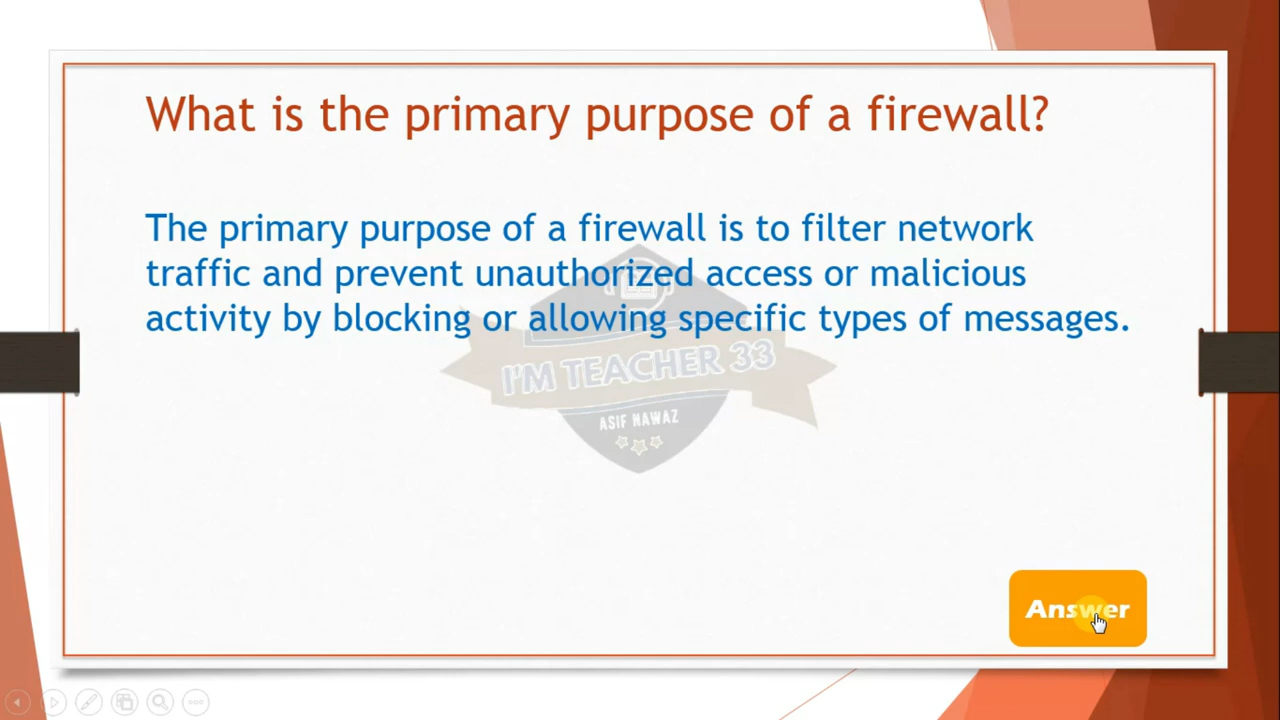 What is the primary purpose of a firewall?
The primary purpose of a firewall is to filter network
traffic and prevent unauthorized access or malicious
activity by blocking or allowing specific types of messages.
I'M TEACHER 33
ASIF NAWAZ
Answer